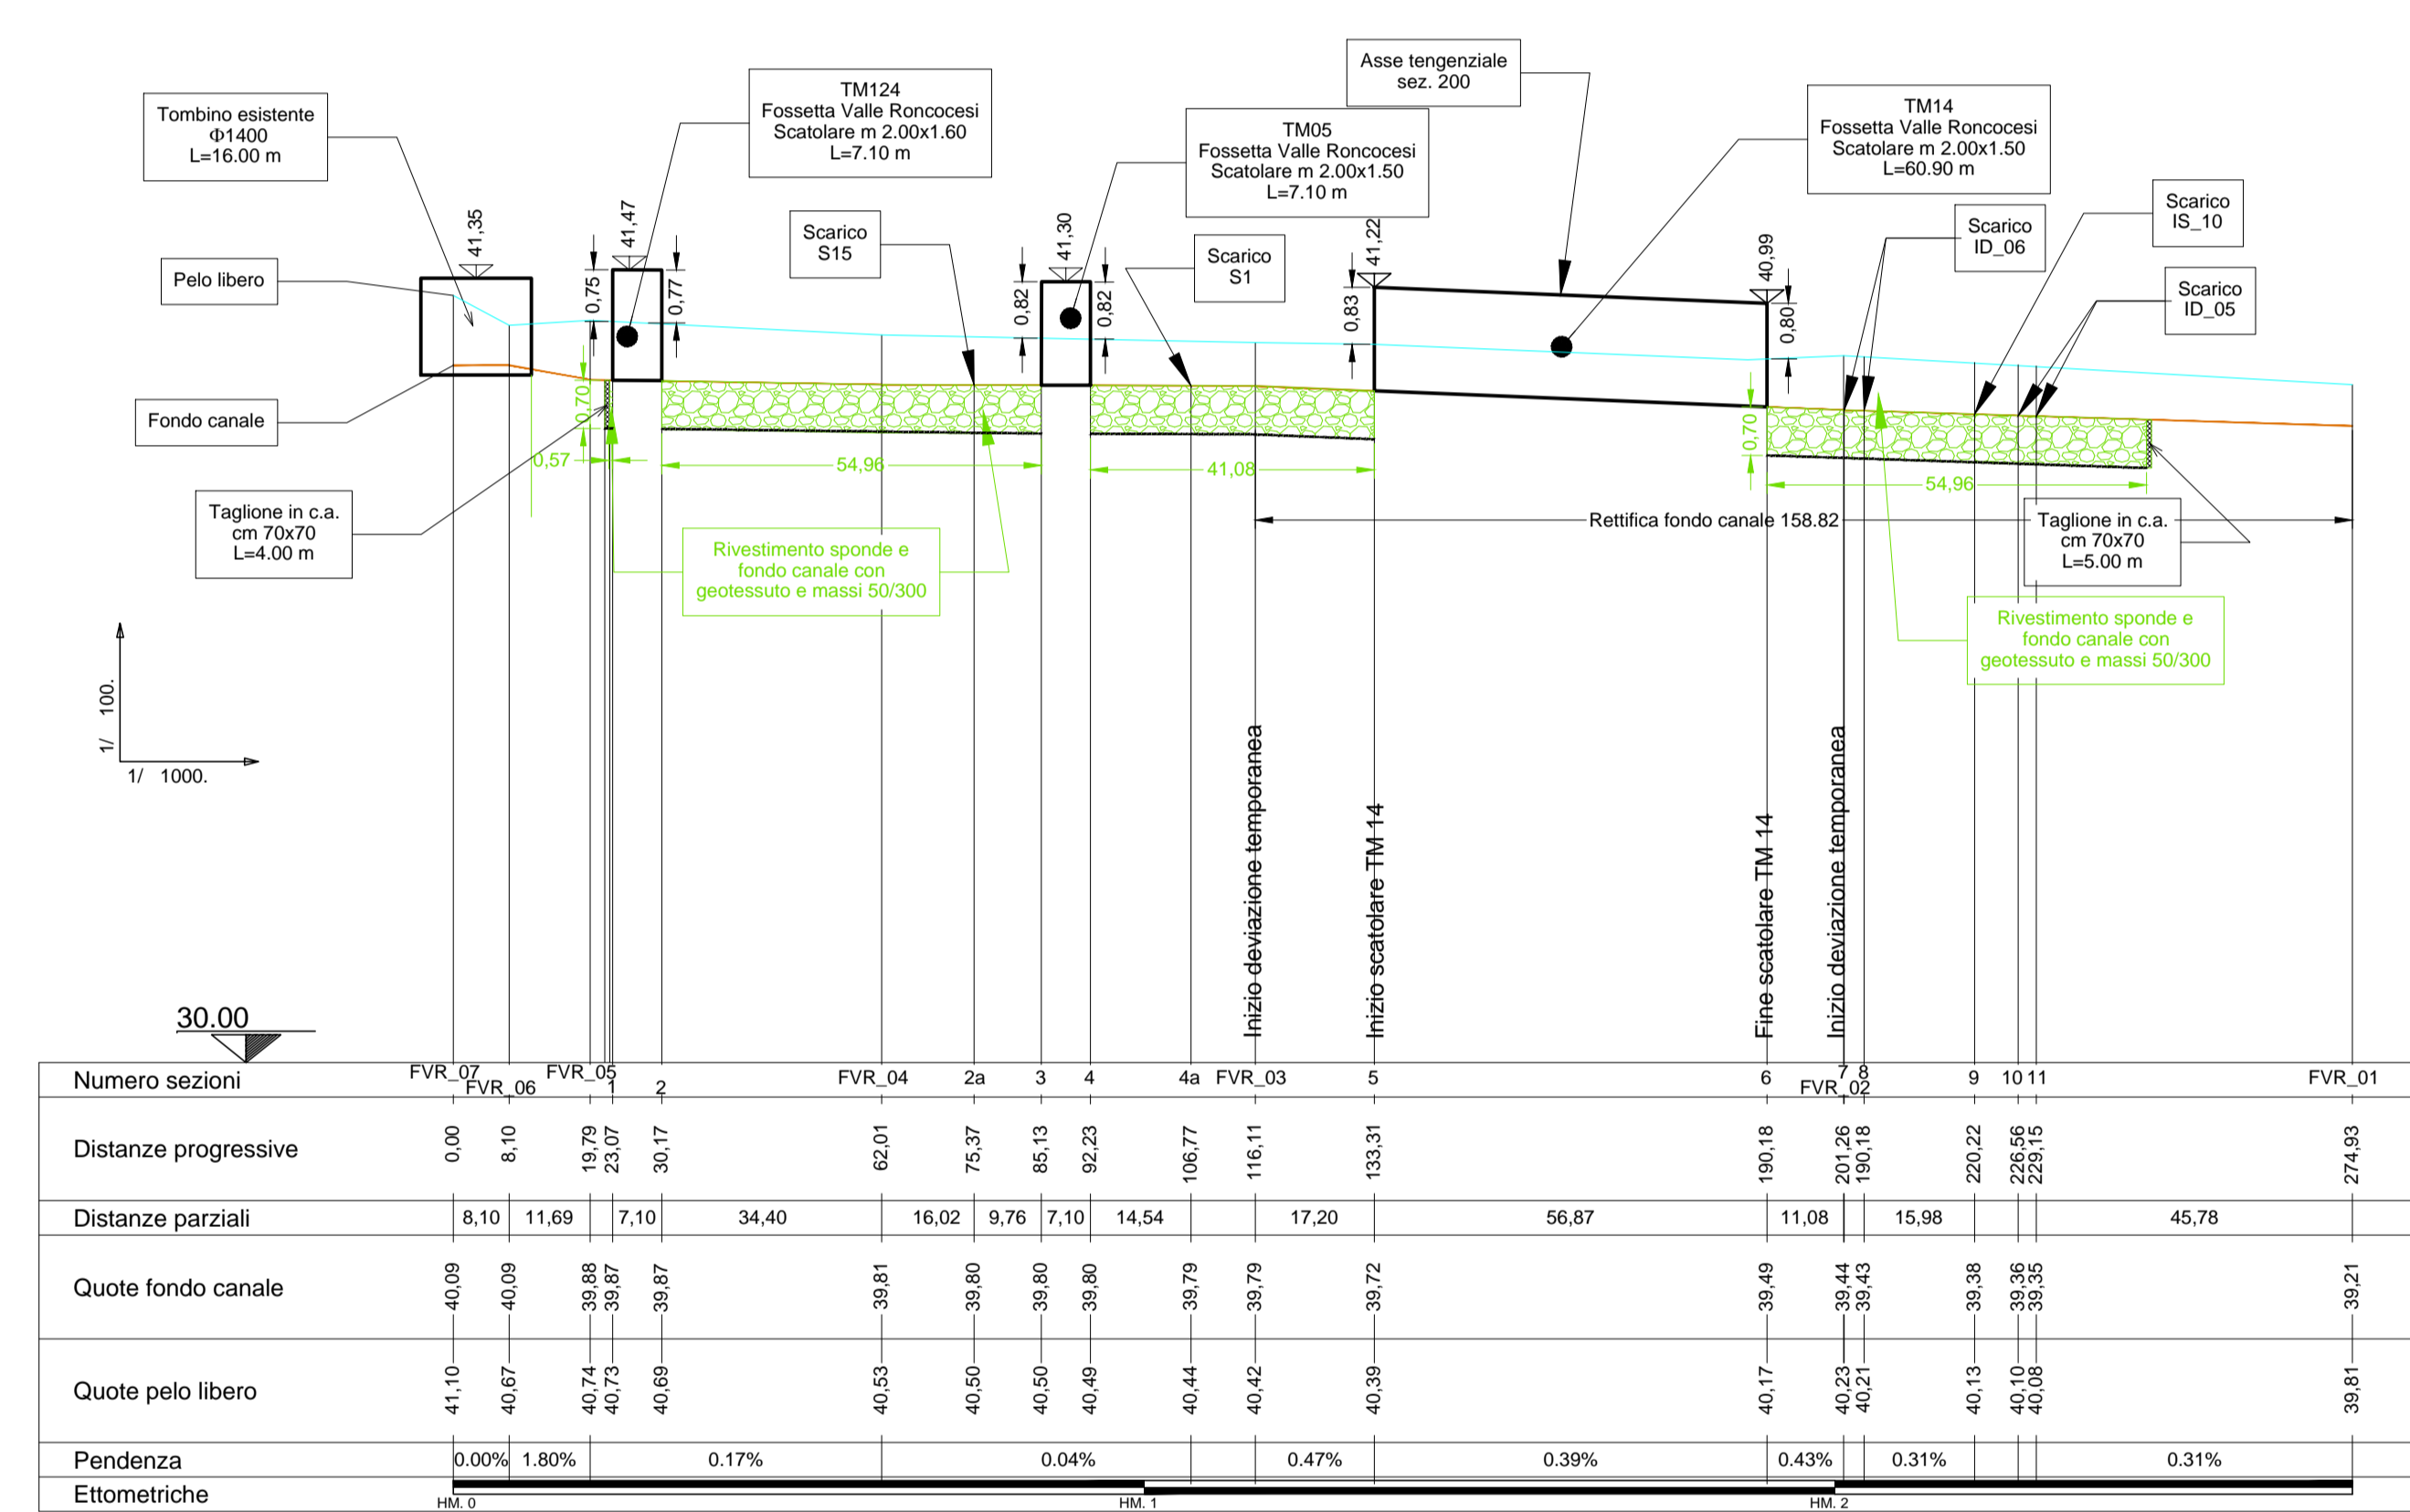 Asse tengenziale
sez. 200
TM124
Fossetta Valle Roncocesi
Scatolare m 2.00x1.60
L=7.10 m
TM14
Fossetta Valle Roncocesi
Scatolare m 2.00x1.50
L=60.90 m
Tombino esistente
Φ1400
L=16.00 m
TM05
Fossetta Valle Roncocesi
Scatolare m 2.00x1.50
L=7.10 m
Scarico
IS_10
Scarico
S15
Scarico
ID_06
Scarico
S1
Pelo libero
Scarico
ID_05
41,35
41,47
41,30
41,22
40,99
0,75
0,77
0,82
0,82
0,83
0,80
Fondo canale
0,70
0,70
0,57
54,96
41,08
54,96
Taglione in c.a.
cm 70x70
L=4.00 m
Rettifica fondo canale 158.82
Taglione in c.a.
cm 70x70
L=5.00 m
Rivestimento sponde e
fondo canale con
geotessuto e massi 50/300
Rivestimento sponde e
fondo canale con
geotessuto e massi 50/300
1/ 100.
1/ 1000.
Inizio deviazione temporanea
Inizio scatolare TM 14
Fine scatolare TM 14
Inizio deviazione temporanea
30.00
Numero sezioni FVR_07 FVR_06 FVR_05 1 2 FVR_04 2a 3 4 4a FVR_03 5 6 7 FVR_02 8 9 10 11 FVR_01
Distanze progressive 0,00 8,10 19,79 23,07 30,17 62,01 75,37 85,13 92,23 106,77 116,11 133,31 190,18 201,26 190,18 220,22 226,56 229,15 274,93
Distanze parziali 8,10 11,69 7,10 34,40 16,02 9,76 7,10 14,54 17,20 56,87 11,08 15,98 45,78
Quote fondo canale 40,09 40,09 39,88 39,87 39,87 39,81 39,80 39,80 39,80 39,79 39,79 39,72 39,49 39,44 39,43 39,38 39,36 39,35 39,21
Quote pelo libero 41,10 40,67 40,74 40,73 40,69 40,53 40,50 40,50 40,49 40,44 40,42 40,39 40,17 40,23 40,21 40,13 40,10 40,08 39,81
Pendenza 0.00% 1.80% 0.17% 0.04% 0.47% 0.39% 0.43% 0.31% 0.31%
Ettometriche HM. 0 HM. 1 HM. 2